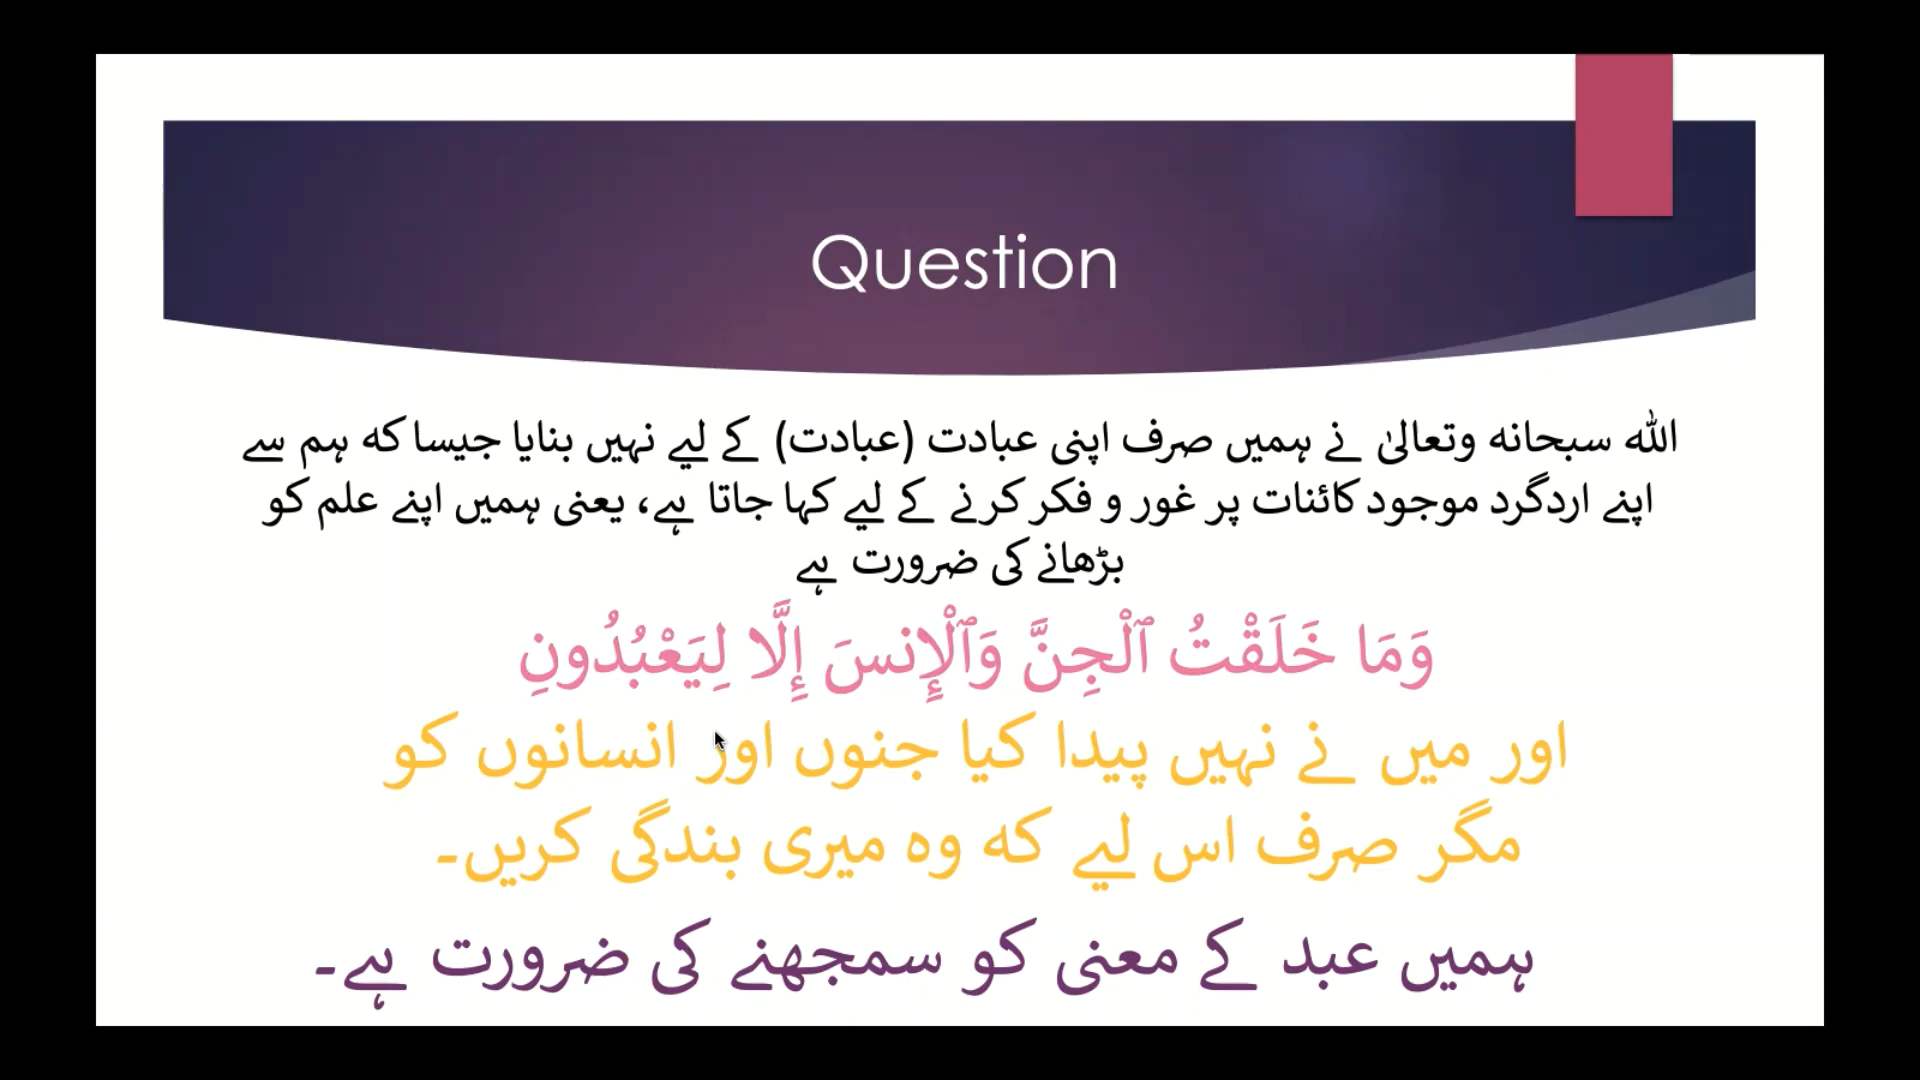 Question
اللہ سبحانہ وتعالیٰ نے ہمیں صرف اپنی عبادت (عبادت) کے لیے نہیں بنایا جیسا کہ ہم سے
اپنے اردگرد موجود کائنات پر غور و فکر کرنے کے لیے کہا جاتا ہے، یعنی ہمیں اپنے علم کو
بڑھانے کی ضرورت ہے
وَمَا خَلَقْتُ ٱلْجِنَّ وَٱلْإِنسَ إِلَّا لِيَعْبُدُونِ
اور میں نے نہیں پیدا کیا جنوں اور انسانوں کو
مگر صرف اس لیے کہ وہ میری بندگی کریں۔
ہمیں عبد کے معنی کو سمجھنے کی ضرورت ہے۔